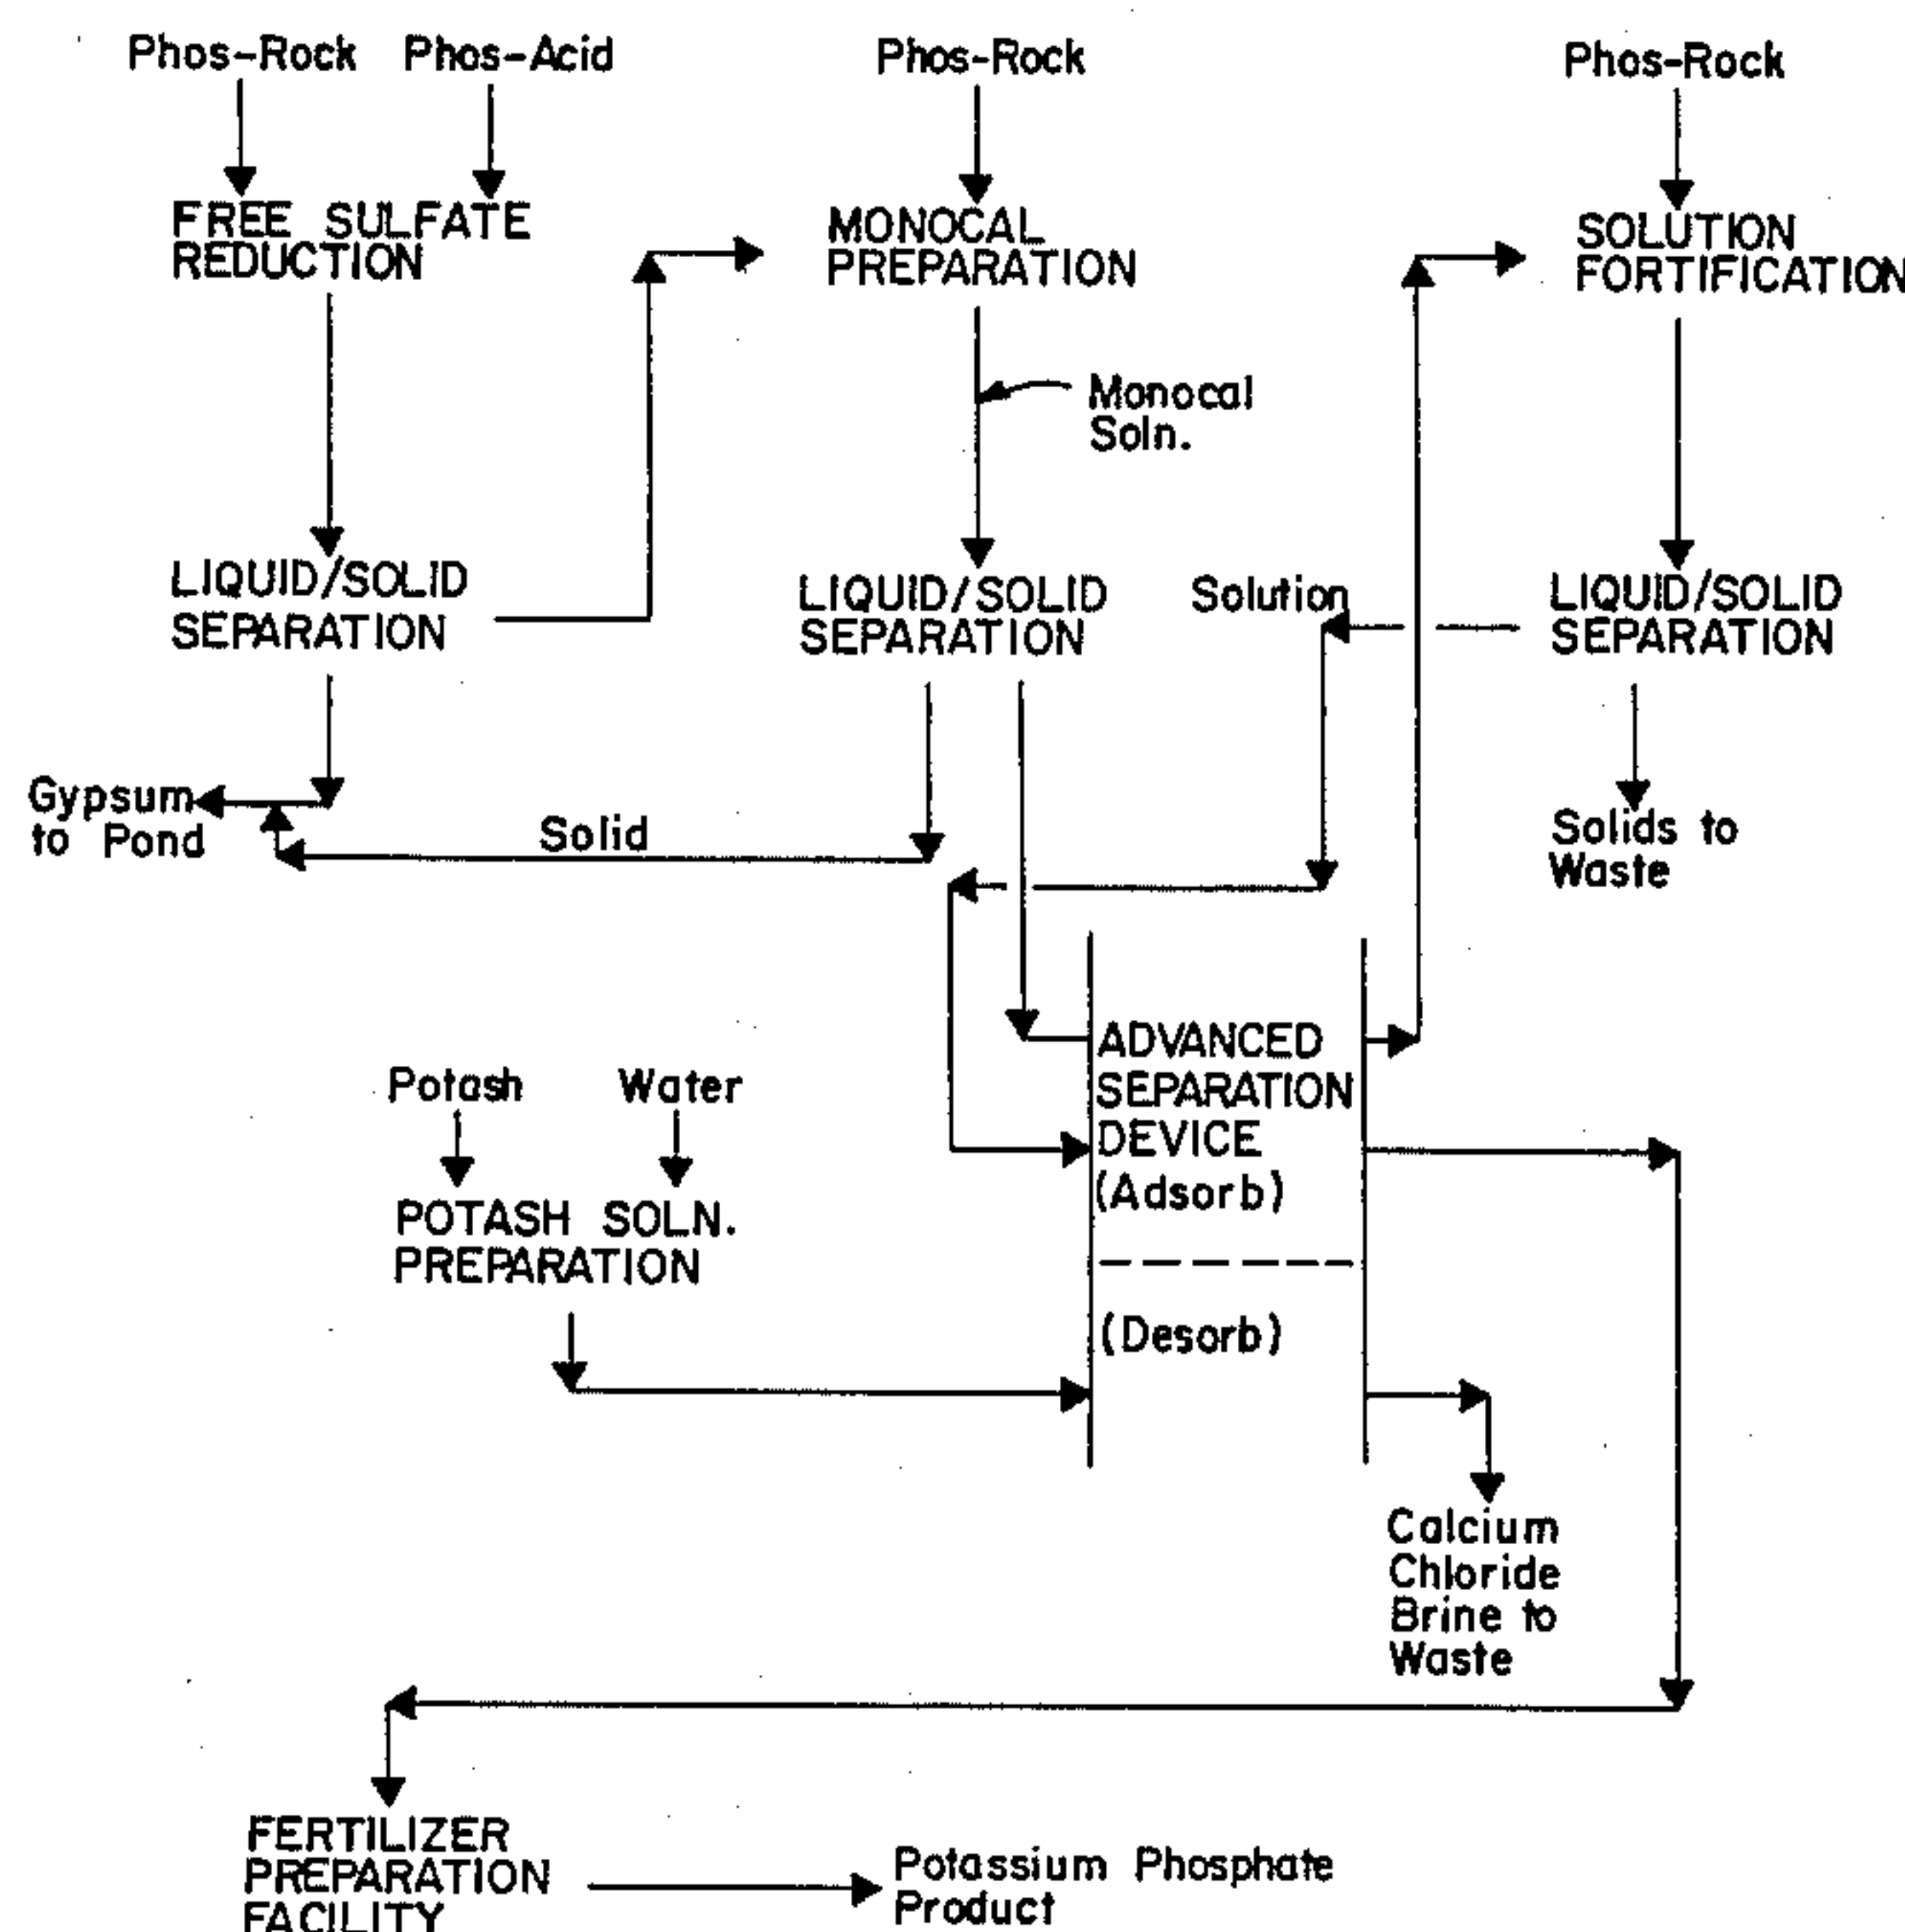 Phos-Rock
Phos-Acid
Phos-Rock
Phos-Rock
FREE SULFATE
REDUCTION
MONOCAL
PREPARATION
SOLUTION
FORTIFICATION
Monocal
Soln.
LIQUID/SOLID
SEPARATION
LIQUID/SOLID
SEPARATION
Solution
LIQUID/SOLID
SEPARATION
Gypsum
to Pond
Solid
Solids to
Waste
Potash
Water
POTASH SOLN.
PREPARATION
ADVANCED
SEPARATION
DEVICE
(Adsorb)
(Desorb)
Calcium
Chloride
Brine to
Waste
FERTILIZER
PREPARATION
FACILITY
Potassium Phosphate
Product